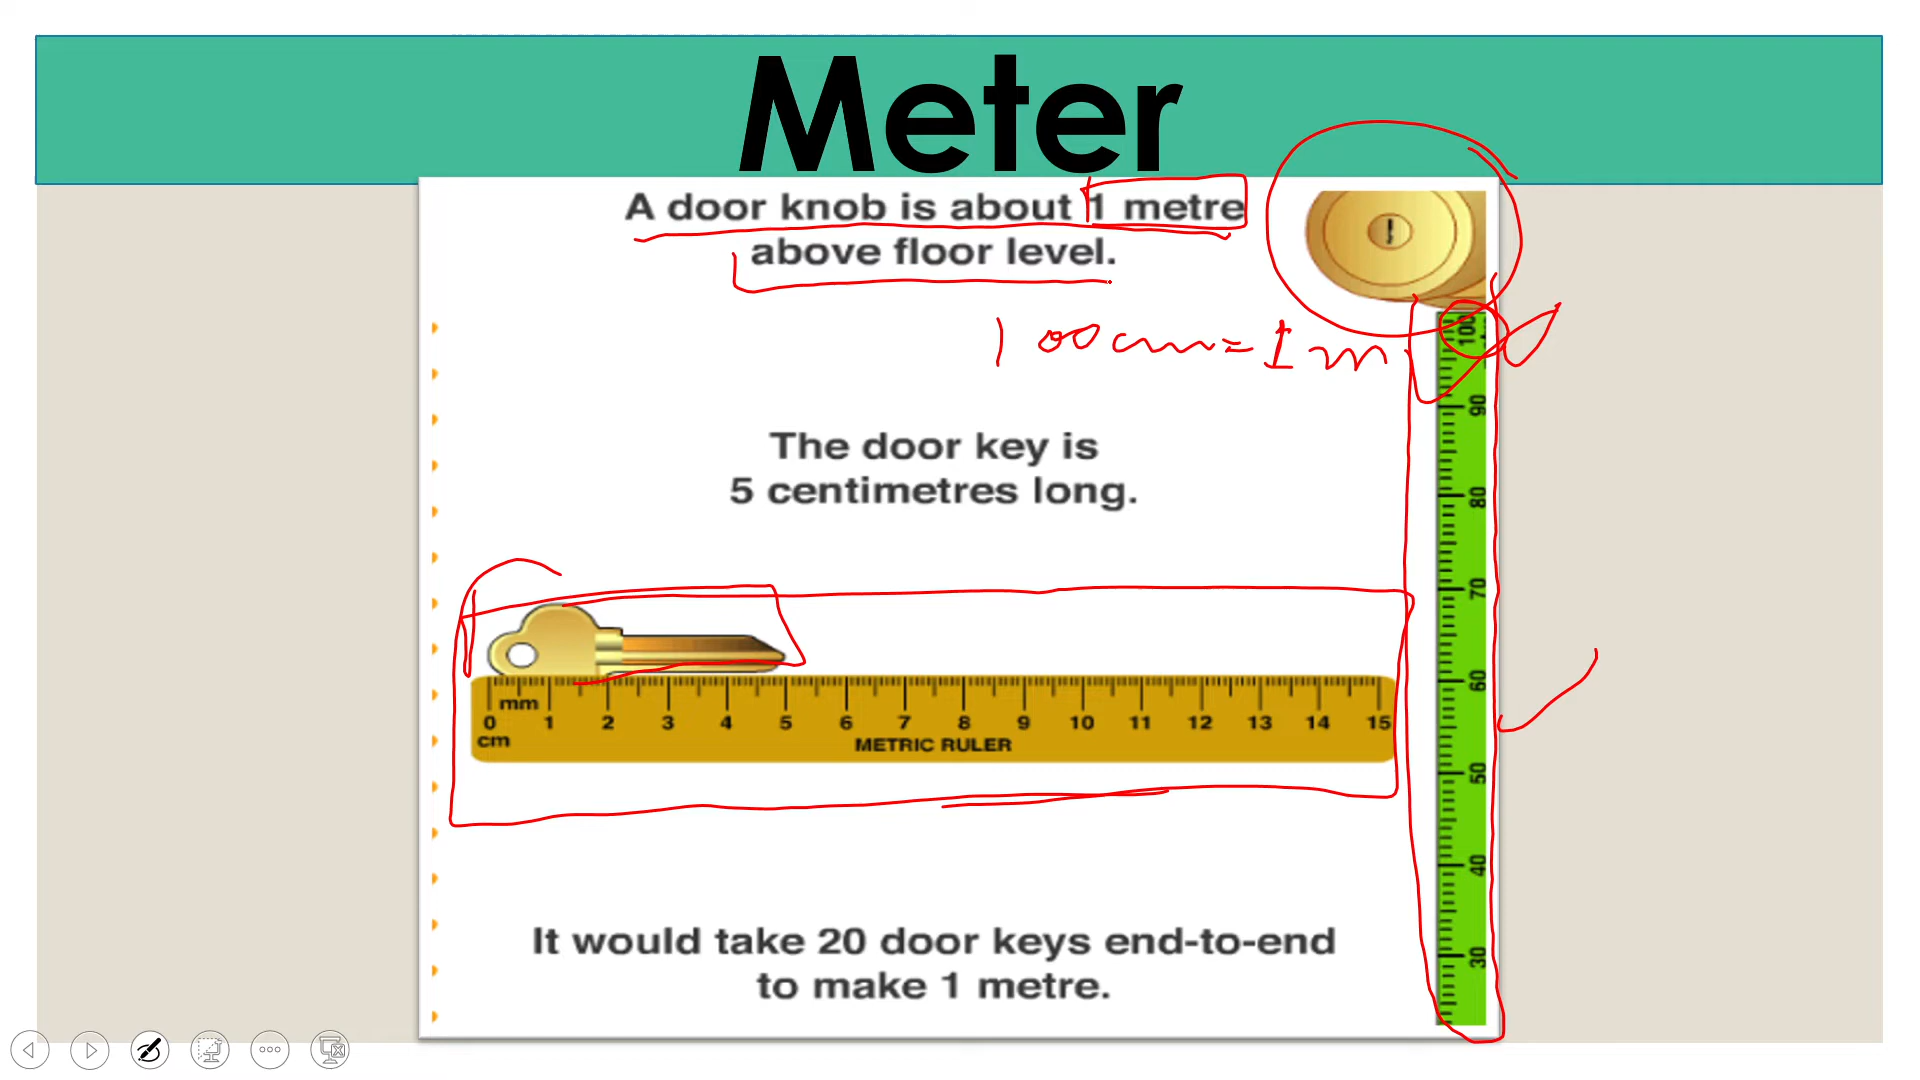 Meter
A door knob is about 1 metre
above floor level.
100cm = 1m
100
90
80
70
60
50
40
30
The door key is
5 centimetres long.
mm
0 1 2 3 4 5 6 7 8 9 10 11 12 13 14 15
cm
METRIC RULER
It would take 20 door keys end-to-end
to make 1 metre.